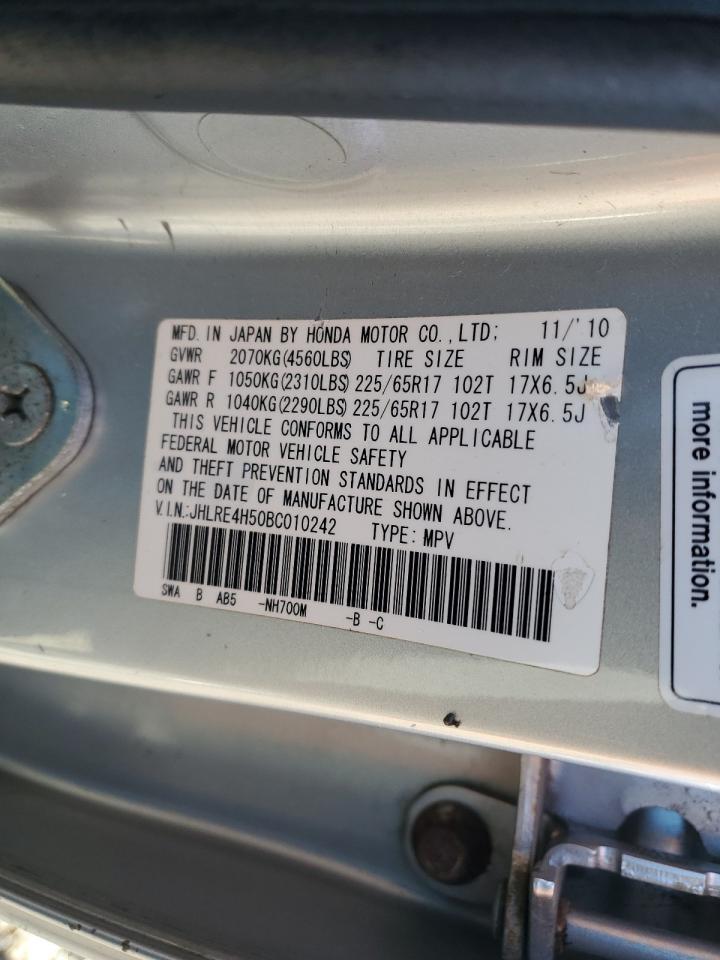 MFD. IN JAPAN BY HONDA MOTOR CO., LTD; 11/'10
GVWR 2070KG(4560LBS) TIRE SIZE RIM SIZE
GAWR F 1050KG(2310LBS) 225/65R17 102T 17X6.5J
GAWR R 1040KG(2290LBS) 225/65R17 102T 17X6.5J
THIS VEHICLE CONFORMS TO ALL APPLICABLE
FEDERAL MOTOR VEHICLE SAFETY
AND THEFT PREVENTION STANDARDS IN EFFECT
ON THE DATE OF MANUFACTURE SHOWN ABOVE.
V.I.N.:JHLRE4H50BC010242 TYPE: MPV
SWA B AB5 -NH700M -B -C
more information.